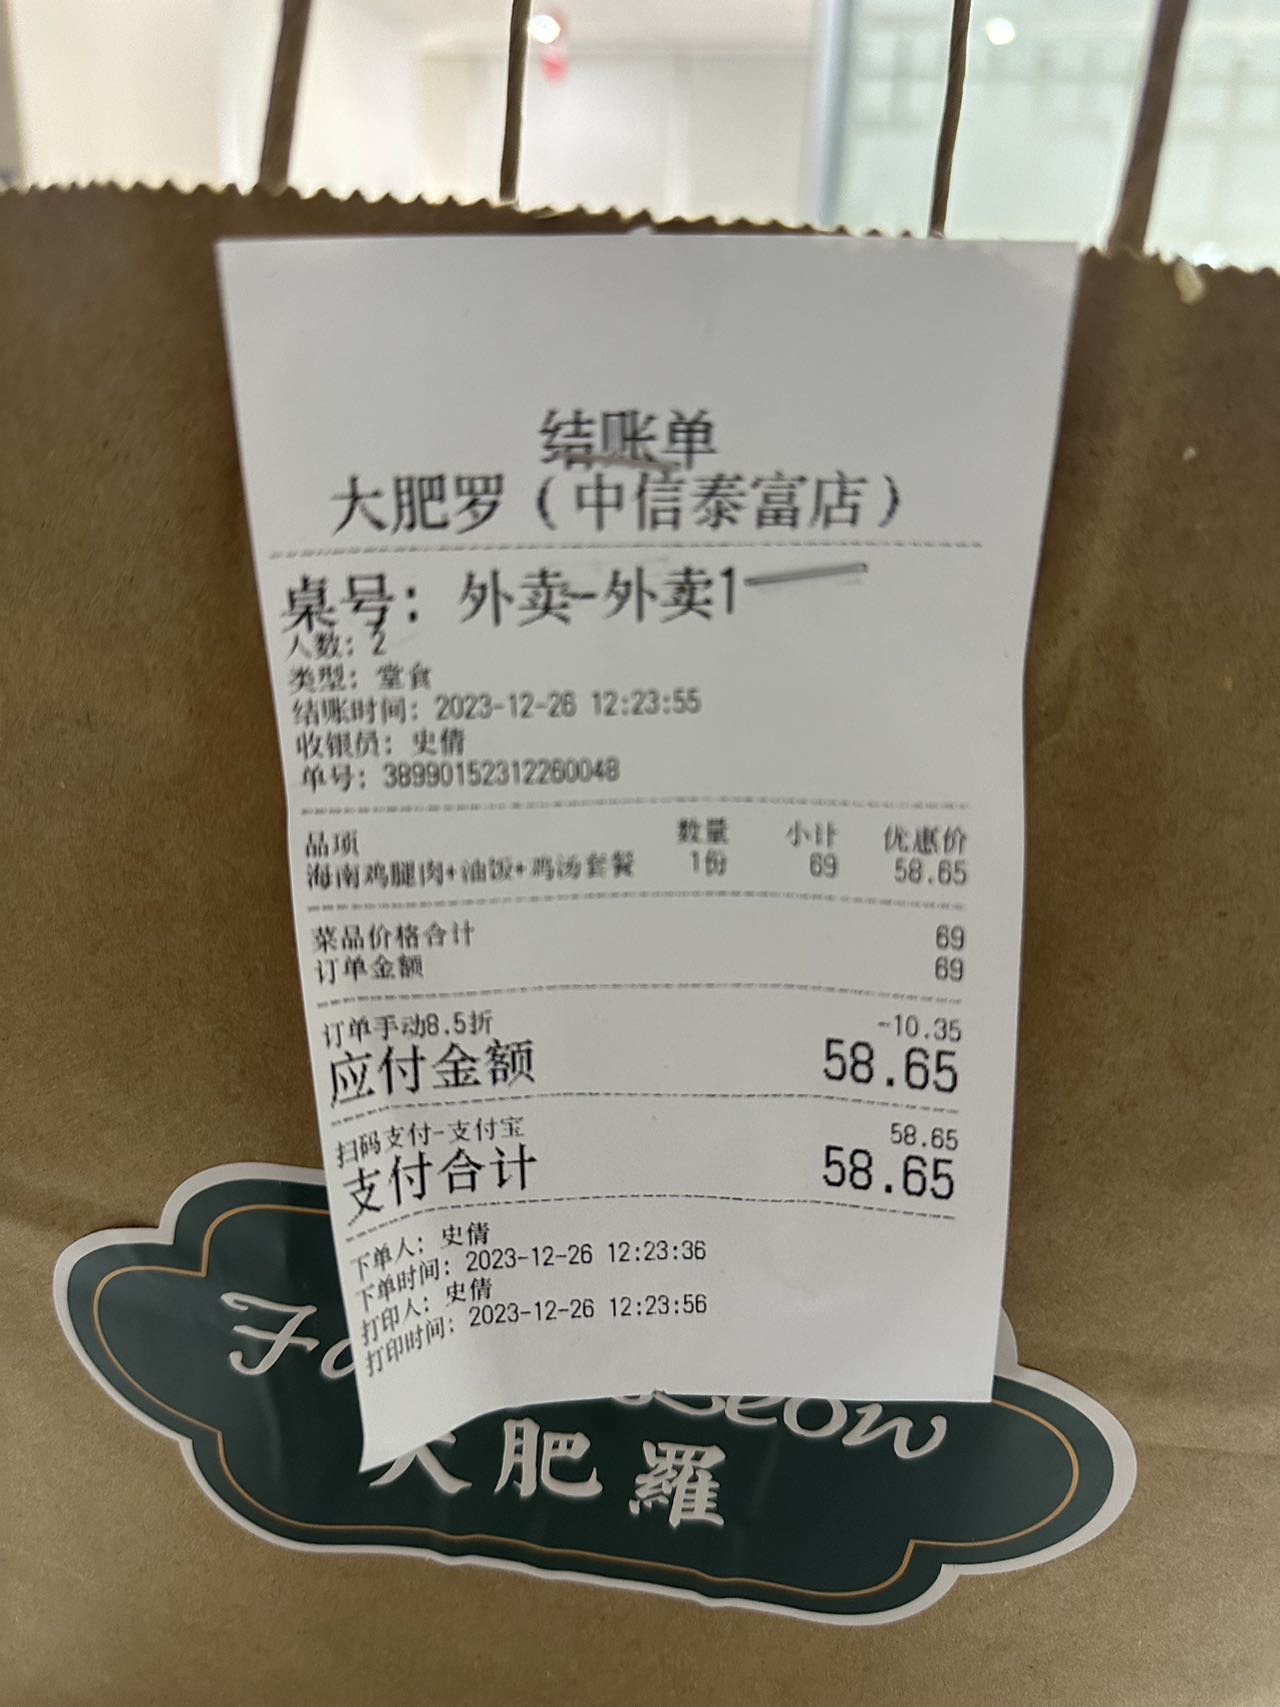 结账单
大肥罗（中信泰富店）
桌号：外卖-外卖1
人数：2
类型：堂食
结账时间：2023-12-26 12:23:55
收银员：史倩
单号：38990152312260048
品项 数量 小计 优惠价
海南鸡腿肉+油饭+鸡汤套餐 1份 69 58.65
菜品价格合计 69
订单金额 69
订单手动8.5折 -10.35
应付金额 58.65
扫码支付-支付宝 58.65
支付合计 58.65
下单人：史倩
下单时间：2023-12-26 12:23:36
打印人：史倩
打印时间：2023-12-26 12:23:56
大肥羅